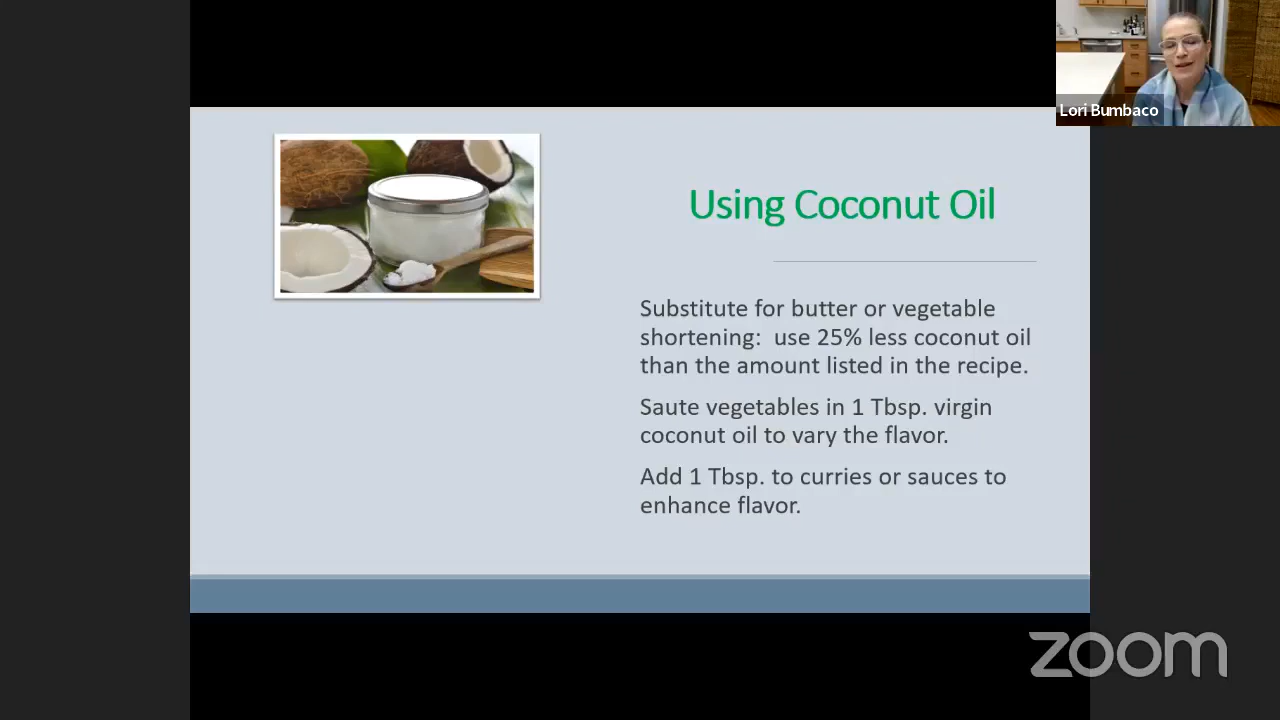 Lori Bumbaco
Using Coconut Oil
Substitute for butter or vegetable
shortening:  use 25% less coconut oil
than the amount listed in the recipe.
Saute vegetables in 1 Tbsp. virgin
coconut oil to vary the flavor.
Add 1 Tbsp. to curries or sauces to
enhance flavor.
zoom